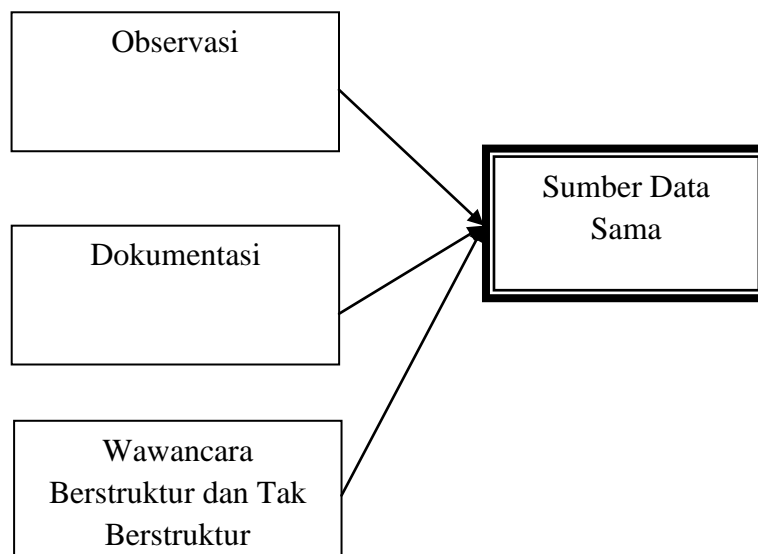 Observasi
Dokumentasi
Wawancara
Berstruktur dan Tak
Berstruktur
Sumber Data
Sama